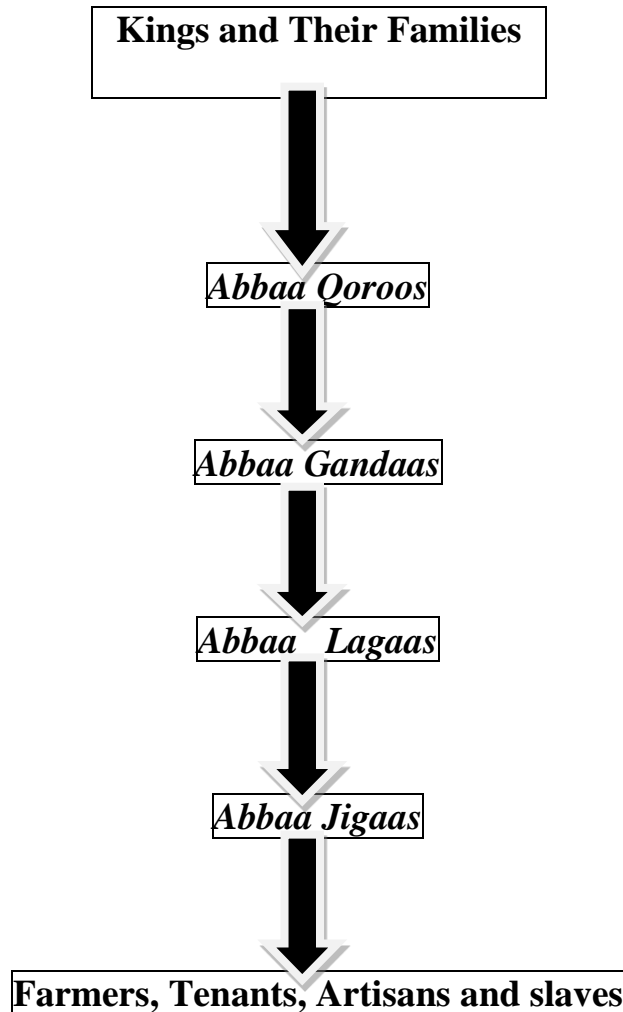 Kings and Their Families
Abbaa Qoroos
Abbaa Gandaas
Abbaa Lagaas
Abbaa Jigaas
Farmers, Tenants, Artisans and slaves